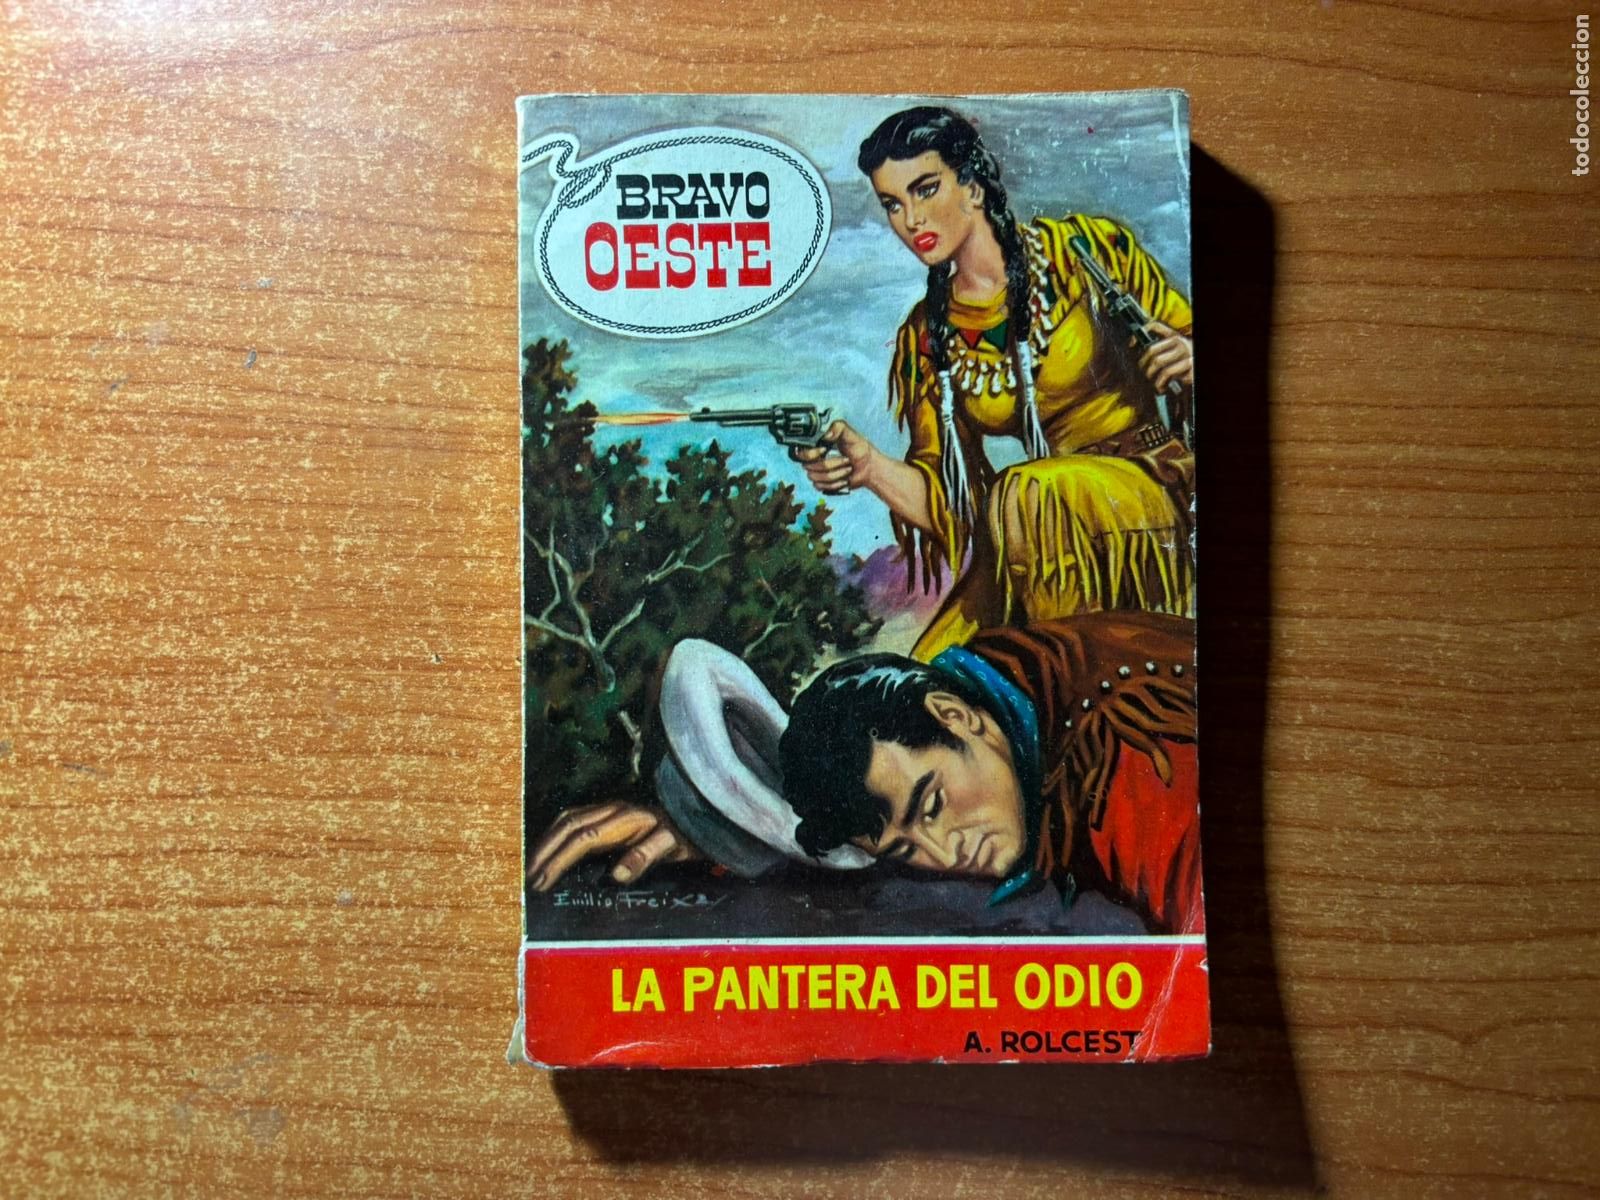 BRAVO
OESTE
Emilio Freixas
LA PANTERA DEL ODIO
A. ROLCEST
todocoleccion